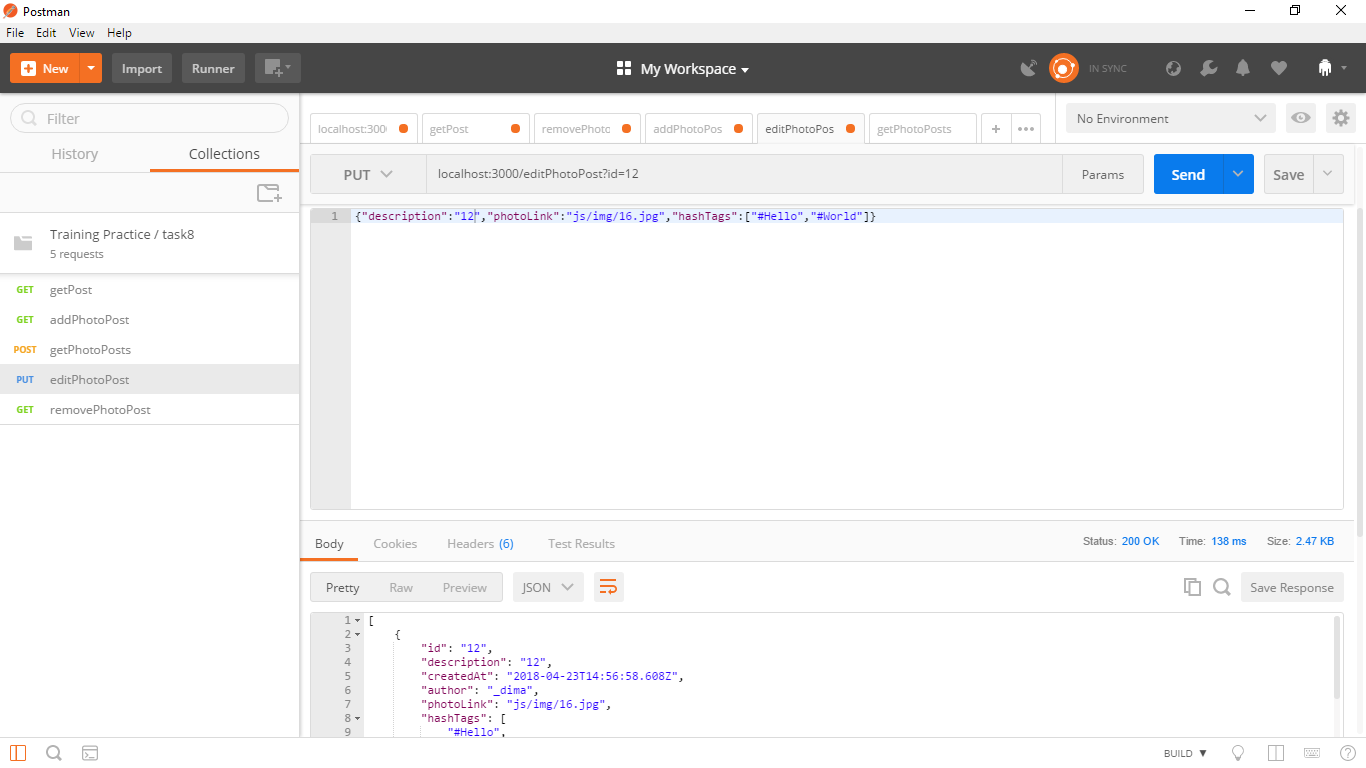 Postman
File Edit View Help
New Import Runner My Workspace IN SYNC
Filter
History Collections
Training Practice / task8
5 requests
GET getPost
GET addPhotoPost
POST getPhotoPosts
PUT editPhotoPost
GET removePhotoPost
localhost:300 getPost removePhoto addPhotoPos editPhotoPos getPhotoPosts + •••
No Environment
PUT localhost:3000/editPhotoPost?id=12 Params Send Save
1 {"description":"12","photoLink":"js/img/16.jpg","hashTags":["#Hello","#World"]}
Body Cookies Headers (6) Test Results Status: 200 OK Time: 138 ms Size: 2.47 KB
Pretty Raw Preview JSON Save Response
1 [
2 {
3 "id": "12",
4 "description": "12",
5 "createdAt": "2018-04-23T14:56:58.608Z",
6 "author": "_dima",
7 "photoLink": "js/img/16.jpg",
8 "hashTags": [
9 "#Hello",
BUILD